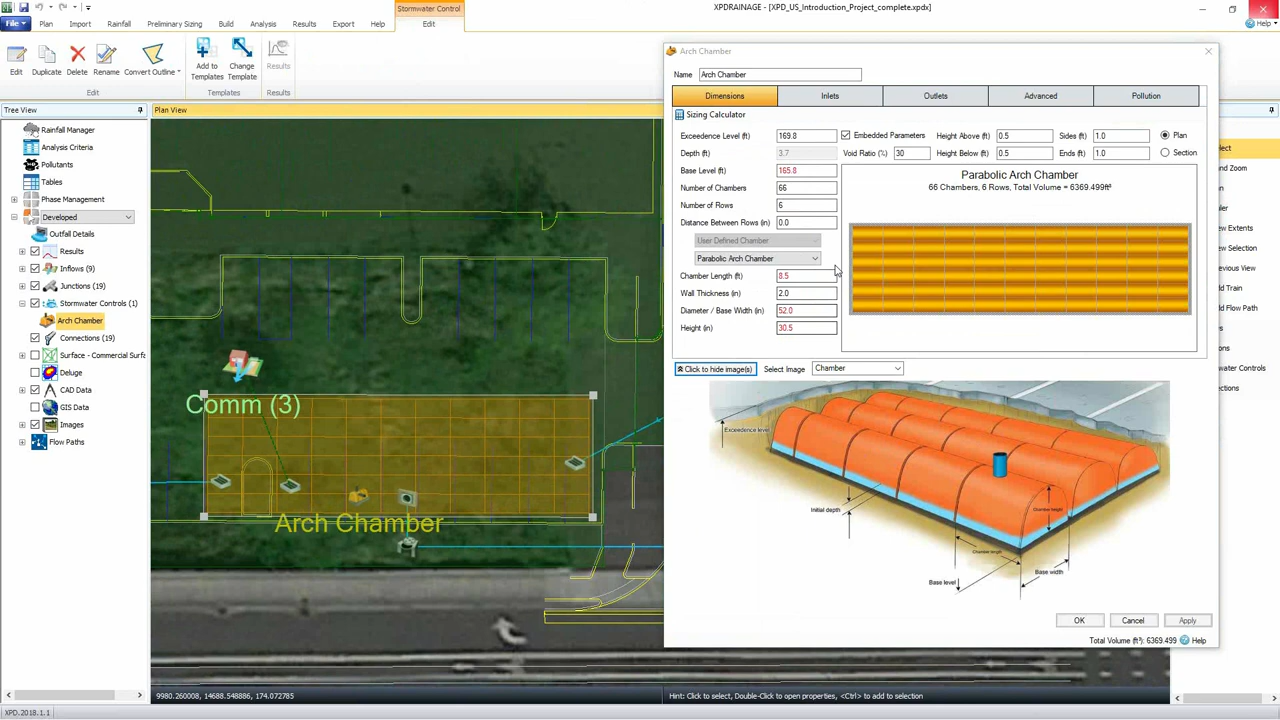 XPDRAINAGE - [XPD_US_Introduction_Project_complete.xpdx]
Stormwater Control
File Plan Import Rainfall Preliminary Sizing Build Analysis Results Export Help Edit Help
Edit Duplicate Delete Rename Convert Outline Add to Templates Change Template Results
Edit Templates Results
Tree View
Plan View
Rainfall Manager
Analysis Criteria
Pollutants
Tables
Phase Management
Developed
Outfall Details
Results
Inflows (9)
Junctions (19)
Stormwater Controls (1)
Arch Chamber
Connections (19)
Surface - Commercial Surfa
Deluge
CAD Data
GIS Data
Images
Flow Paths
Comm (3)
Arch Chamber
Arch Chamber
Name Arch Chamber
Dimensions Inlets Outlets Advanced Pollution
Sizing Calculator
Exceedence Level (ft) 169.8
Depth (ft) 3.7
Base Level (ft) 165.8
Number of Chambers 66
Number of Rows 6
Distance Between Rows (in) 0.0
User Defined Chamber
Parabolic Arch Chamber
Chamber Length (ft) 8.5
Wall Thickness (in) 2.0
Diameter / Base Width (in) 52.0
Height (in) 30.5
Embedded Parameters Height Above (ft) 0.5 Sides (ft) 1.0 Plan
Void Ratio (%) 30 Height Below (ft) 0.5 Ends (ft) 1.0 Section
Parabolic Arch Chamber
66 Chambers, 6 Rows, Total Volume = 6369.499ft³
Click to hide image(s) Select Image Chamber
Exceedence level
Initial depth
Chamber height
Chamber length
Base level
Base width
OK Cancel Apply
Total Volume (ft³) 6369.499 Help
9980.260008, 14688.548886, 174.072785
Hint: Click to select, Double-Click to open properties, <Ctrl> to add to selection
XPD.2018.1.1